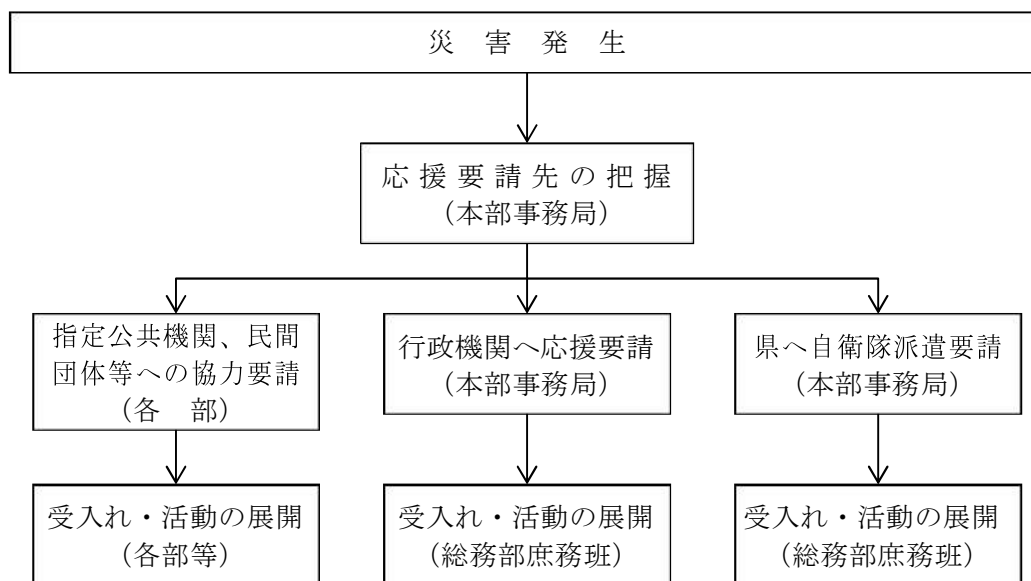 災害発生
応援要請先の把握
（本部事務局）
指定公共機関、民間
団体等への協力要請
（各　部）
行政機関へ応援要請
（本部事務局）
県へ自衛隊派遣要請
（本部事務局）
受入れ・活動の展開
（各部等）
受入れ・活動の展開
（総務部庶務班）
受入れ・活動の展開
（総務部庶務班）